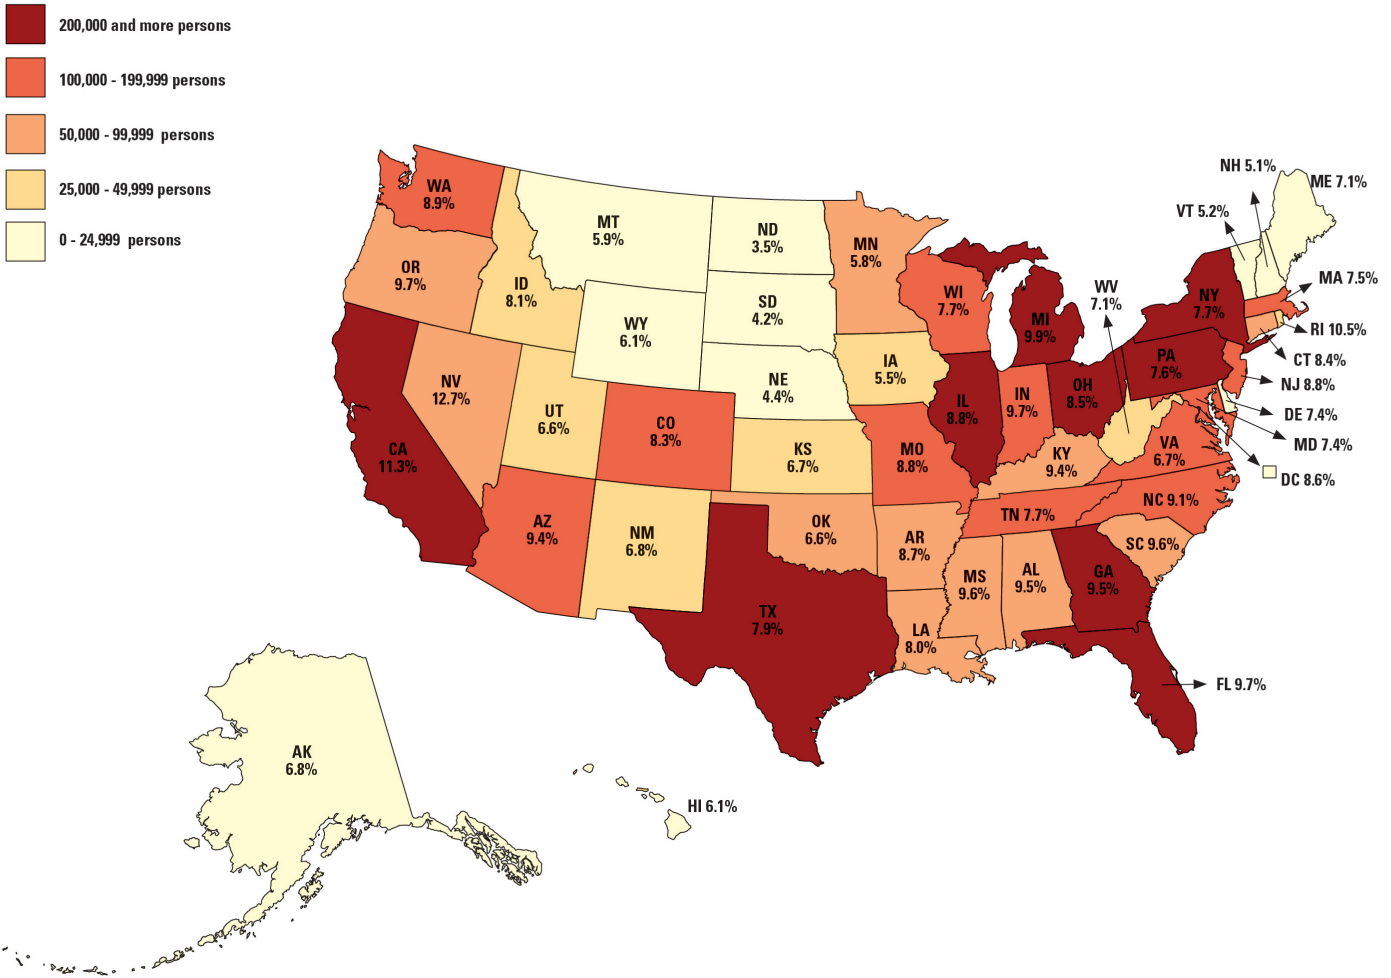 200,000 and more persons
100,000 - 199,999 persons
50,000 - 99,999 persons
25,000 - 49,999 persons
0 - 24,999 persons
NH 5.1%
ME 7.1%
VT 5.2%
WA
8.9%
MT
5.9%
ND
3.5%
MN
5.8%
OR
9.7%
ID
8.1%
WI
7.7%
WV
7.1%
MA 7.5%
SD
4.2%
NY
7.7%
WY
6.1%
MI
9.9%
RI 10.5%
CT 8.4%
PA
7.6%
IA
5.5%
NV
12.7%
NE
4.4%
NJ 8.8%
OH
8.5%
IN
9.7%
IL
8.8%
UT
6.6%
CO
8.3%
DE 7.4%
MD 7.4%
CA
11.3%
KS
6.7%
MO
8.8%
KY
9.4%
VA
6.7%
DC 8.6%
NC 9.1%
TN 7.7%
AZ
9.4%
NM
6.8%
OK
6.6%
AR
8.7%
SC 9.6%
MS
9.6%
AL
9.5%
GA
9.5%
TX
7.9%
LA
8.0%
FL 9.7%
AK
6.8%
HI 6.1%